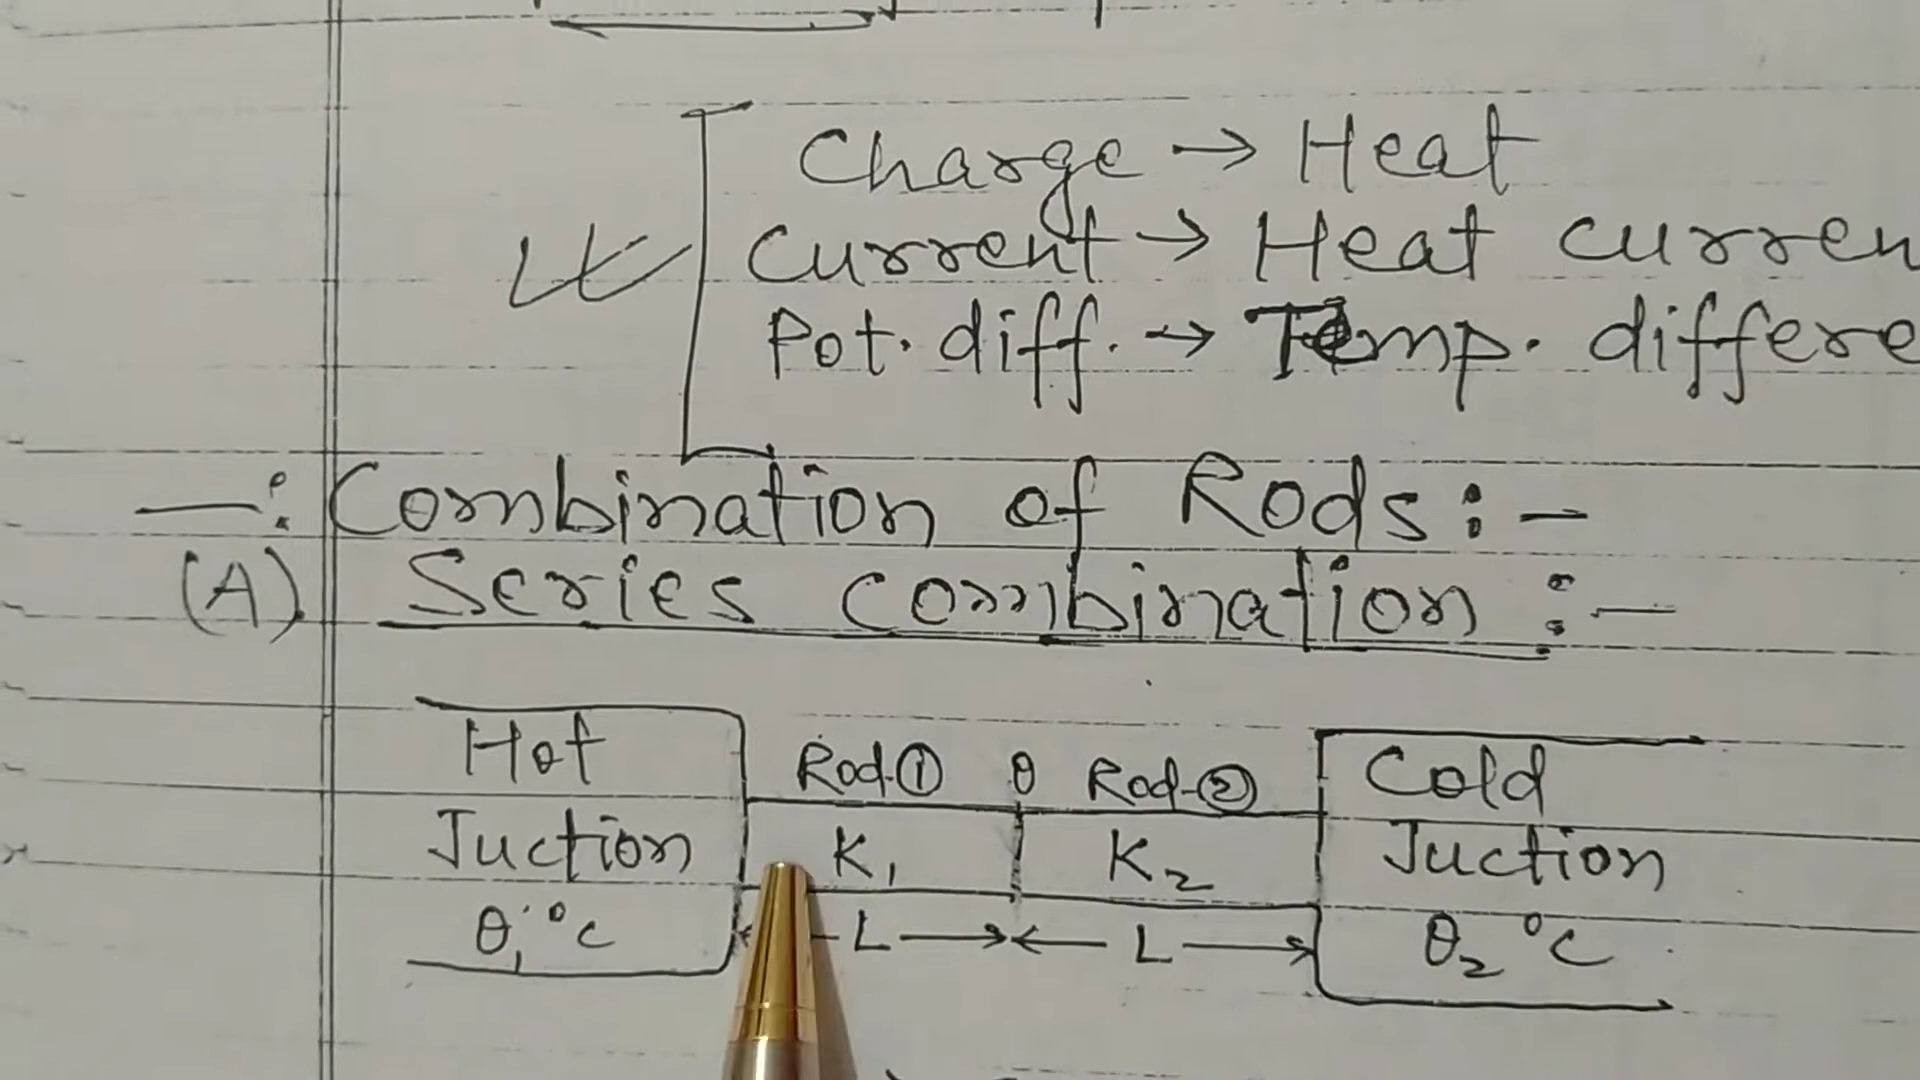 Charge → Heat
Current → Heat curren
Pot. diff. → Temp. differe
—: Combination of Rods :-
(A). Series combination :-
Hot
Juction
θ₁ °C
Rod-① θ Rod-②
K₁ K₂
L L
Cold
Juction
θ₂ °C